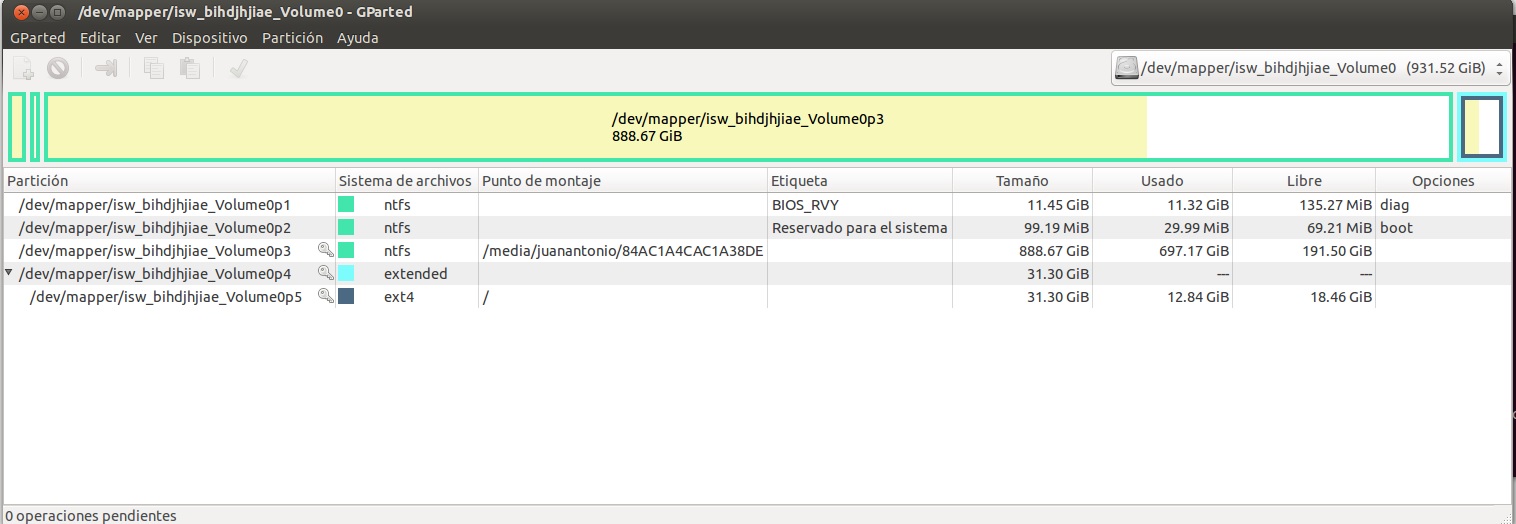 /dev/mapper/isw_bihdjhjiae_Volume0 - GParted
GParted Editar Ver Dispositivo Partición Ayuda
/dev/mapper/isw_bihdjhjiae_Volume0 (931.52 GiB)
/dev/mapper/isw_bihdjhjiae_Volume0p3
888.67 GiB
Partición Sistema de archivos Punto de montaje Etiqueta Tamaño Usado Libre Opciones
/dev/mapper/isw_bihdjhjiae_Volume0p1 ntfs BIOS_RVY 11.45 GiB 11.32 GiB 135.27 MiB diag
/dev/mapper/isw_bihdjhjiae_Volume0p2 ntfs Reservado para el sistema 99.19 MiB 29.99 MiB 69.21 MiB boot
/dev/mapper/isw_bihdjhjiae_Volume0p3 ntfs /media/juanantonio/84AC1A4CAC1A38DE 888.67 GiB 697.17 GiB 191.50 GiB
/dev/mapper/isw_bihdjhjiae_Volume0p4 extended 31.30 GiB --- ---
/dev/mapper/isw_bihdjhjiae_Volume0p5 ext4 / 31.30 GiB 12.84 GiB 18.46 GiB
0 operaciones pendientes